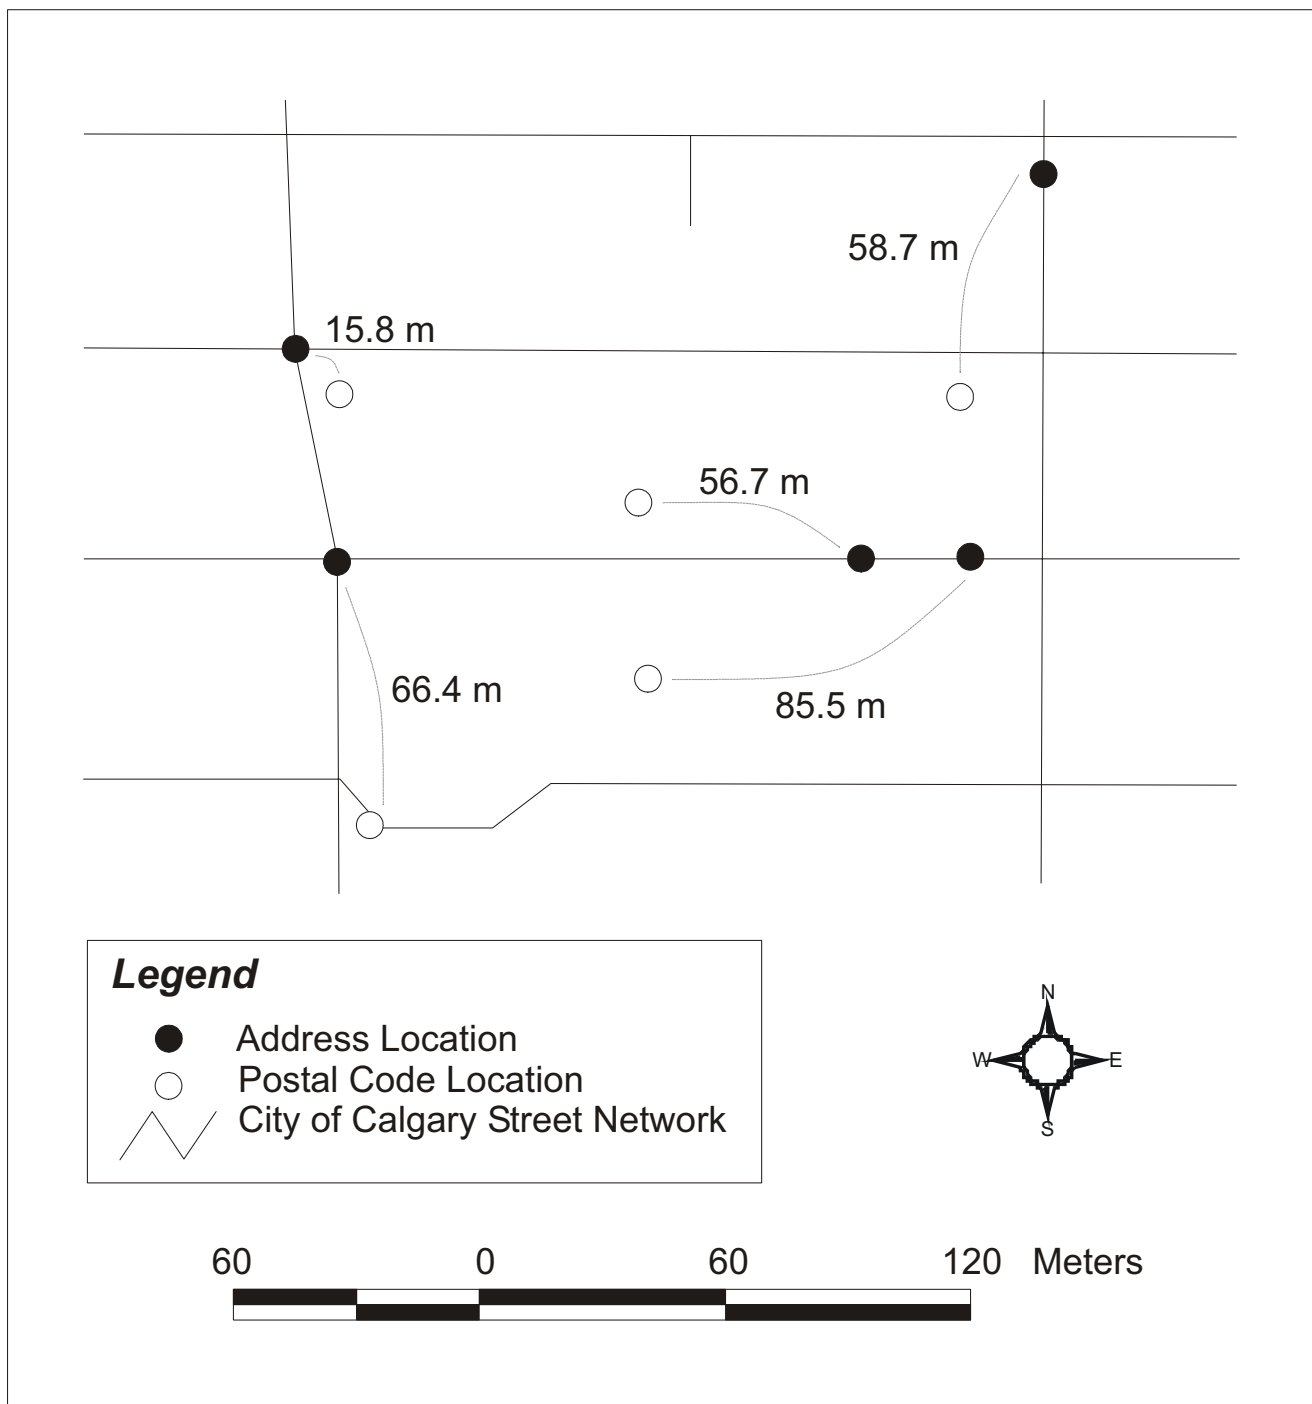 58.7 m
15.8 m
56.7 m
66.4 m
85.5 m
Legend
Address Location
Postal Code Location
City of Calgary Street Network
N
W E
S
60 0 60 120 Meters